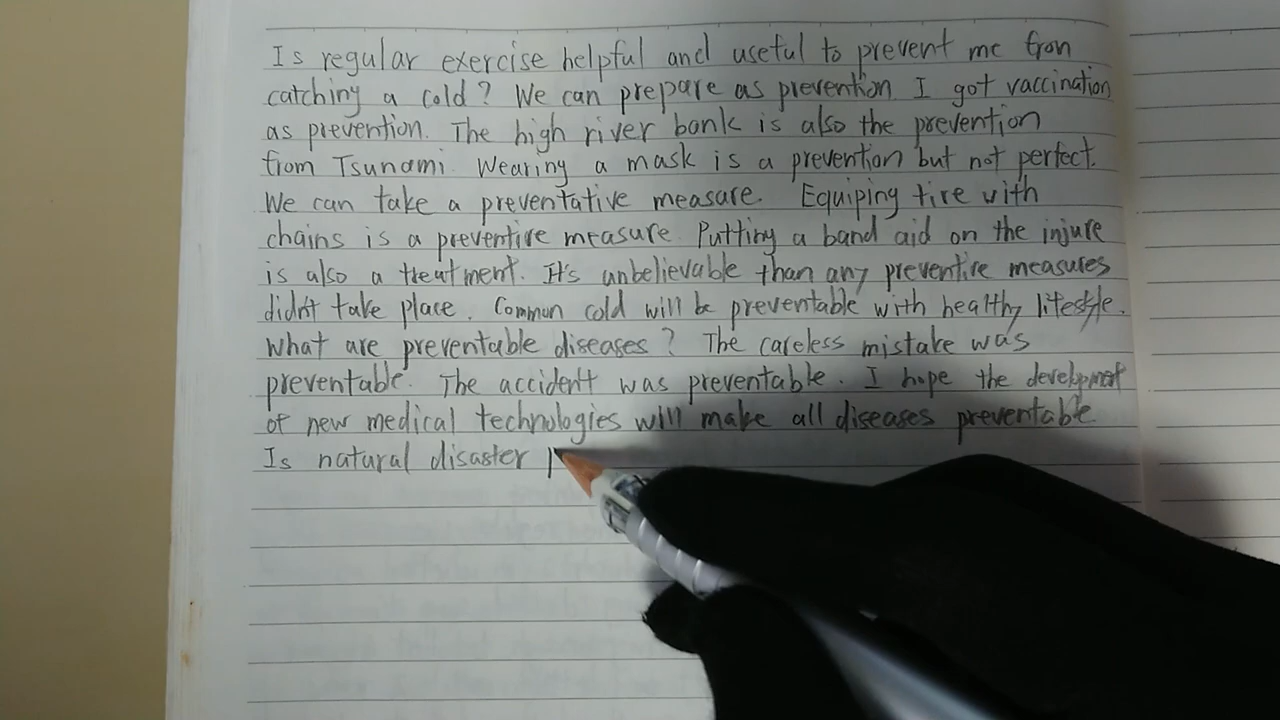 Is regular exercise helpful and useful to prevent me from
catching a cold? We can prepare as prevention. I got vaccination
as prevention. The high river bank is also the prevention
from Tsunami. Wearing a mask is a prevention but not perfect.
We can take a preventative measure. Equiping tire with
chains is a preventive measure. Putting a band aid on the injure
is also a treatment. It's unbelievable than any preventive measures
didn't take place. Common cold will be preventable with healthy lifestyle.
What are preventable diseases? The careless mistake was
preventable. The accident was preventable. I hope the development
of new medical technologies will make all diseases preventable.
Is natural disaster p